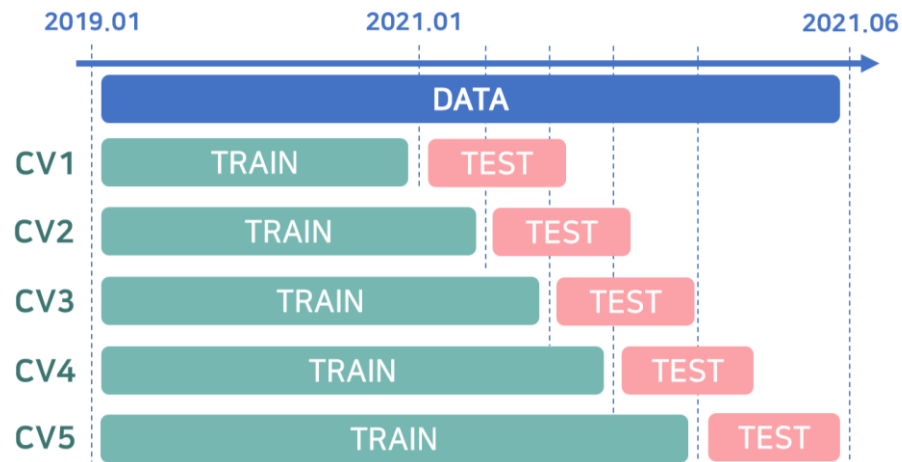 2019.01 2021.01 2021.06
DATA
CV1 TRAIN TEST
CV2 TRAIN TEST
CV3 TRAIN TEST
CV4 TRAIN TEST
CV5 TRAIN TEST